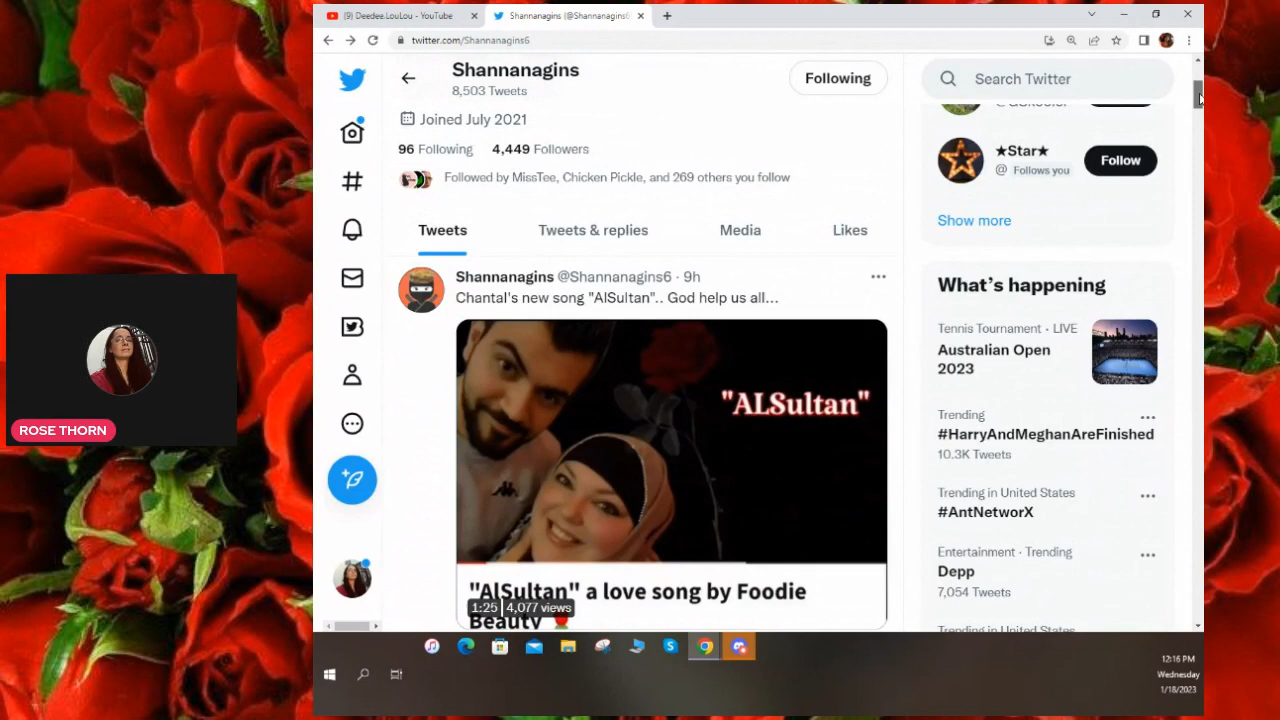 (9) Deedee.LouLou - YouTube
Shannanagins (@Shannanagins6
twitter.com/Shannanagins6
Shannanagins
8,503 Tweets
Following
Search Twitter
Joined July 2021
96 Following 4,449 Followers
Followed by MissTee, Chicken Pickle, and 269 others you follow
Tweets
Tweets & replies
Media
Likes
Shannanagins @Shannanagins6 · 9h
Chantal's new song "AlSultan".. God help us all...
"ALSultan"
"AlSultan" a love song by Foodie
Beauty
1:25 4,077 views
★Star★
@ Follows you
Follow
Show more
What's happening
Tennis Tournament · LIVE
Australian Open
2023
Trending
#HarryAndMeghanAreFinished
10.3K Tweets
Trending in United States
#AntNetworX
Entertainment · Trending
Depp
7,054 Tweets
Trending in United States
ROSE THORN
12:16 PM
Wednesday
1/18/2023